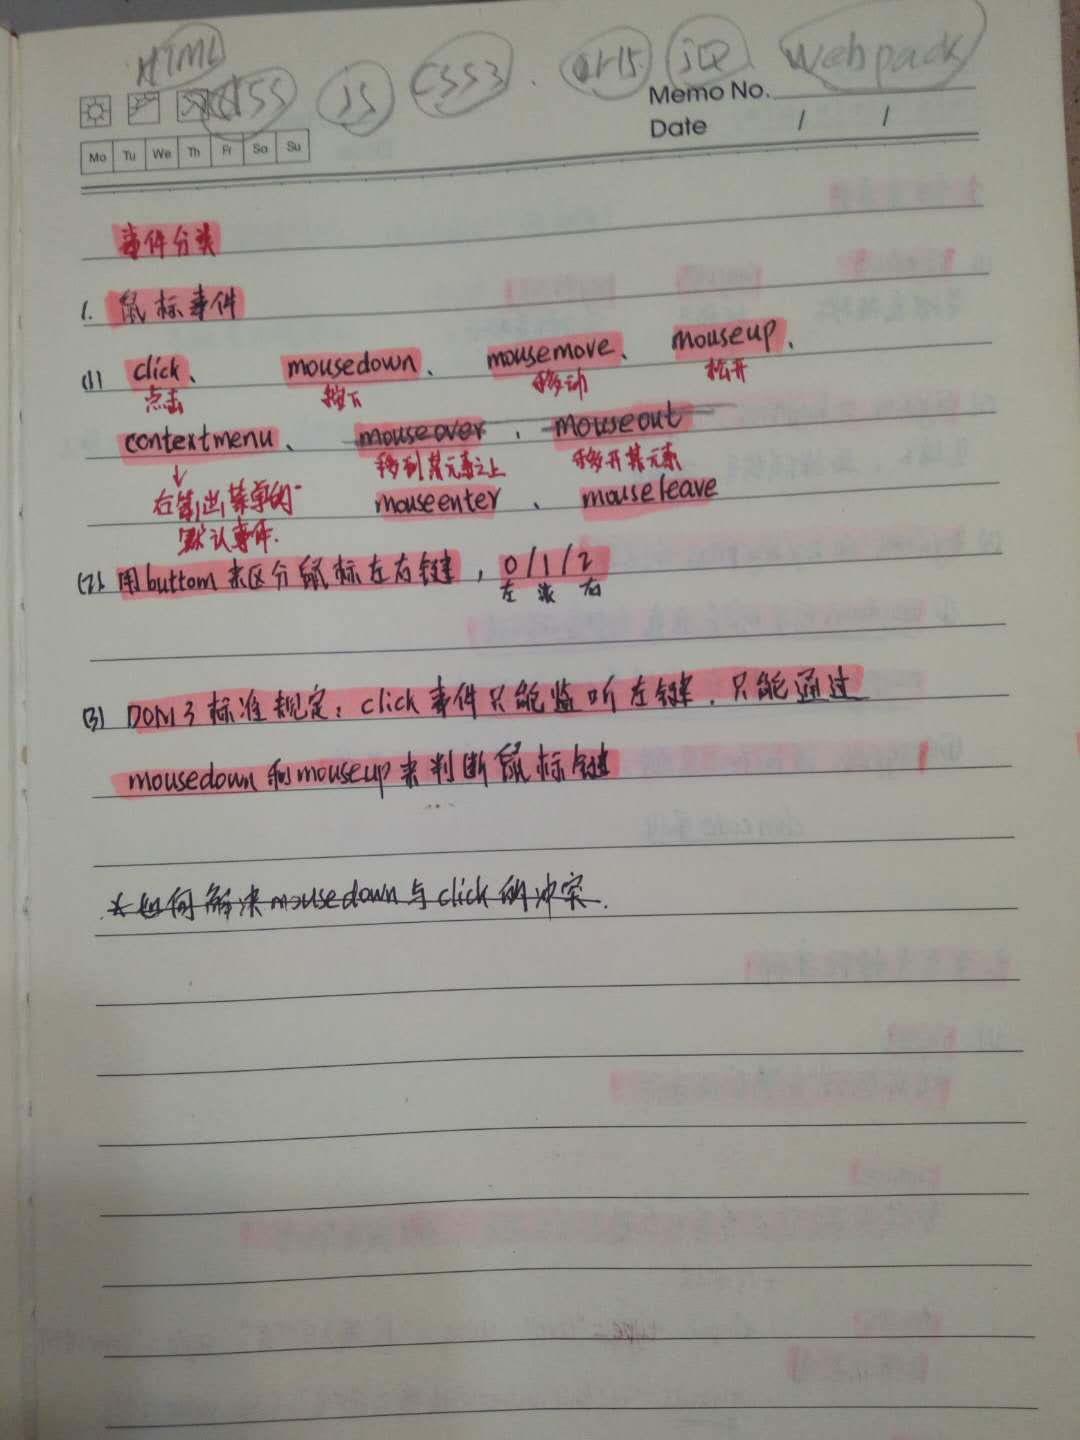 HTML CSS JS CSS3 . jQ Webpack
Memo No.
Date / /
Mo Tu We Th Fr Sa Su
事件分类
1. 鼠标事件
(1) click、 mousedown、 mousemove、 mouseup、
点击 按下 移动 松开
contextmenu、 mouseover、 mouseout
移到某元素之上 移开某元素
右键出菜单的 mouseenter 、 mouseleave
默认事件.
(2) 用buttom来区分鼠标左右键，0/1/2
左 滚 右
(3) DOM3标准规定：click事件只能监听左键，只能通过
mousedown和mouseup来判断鼠标键
*如何解决mousedown与click的冲突.